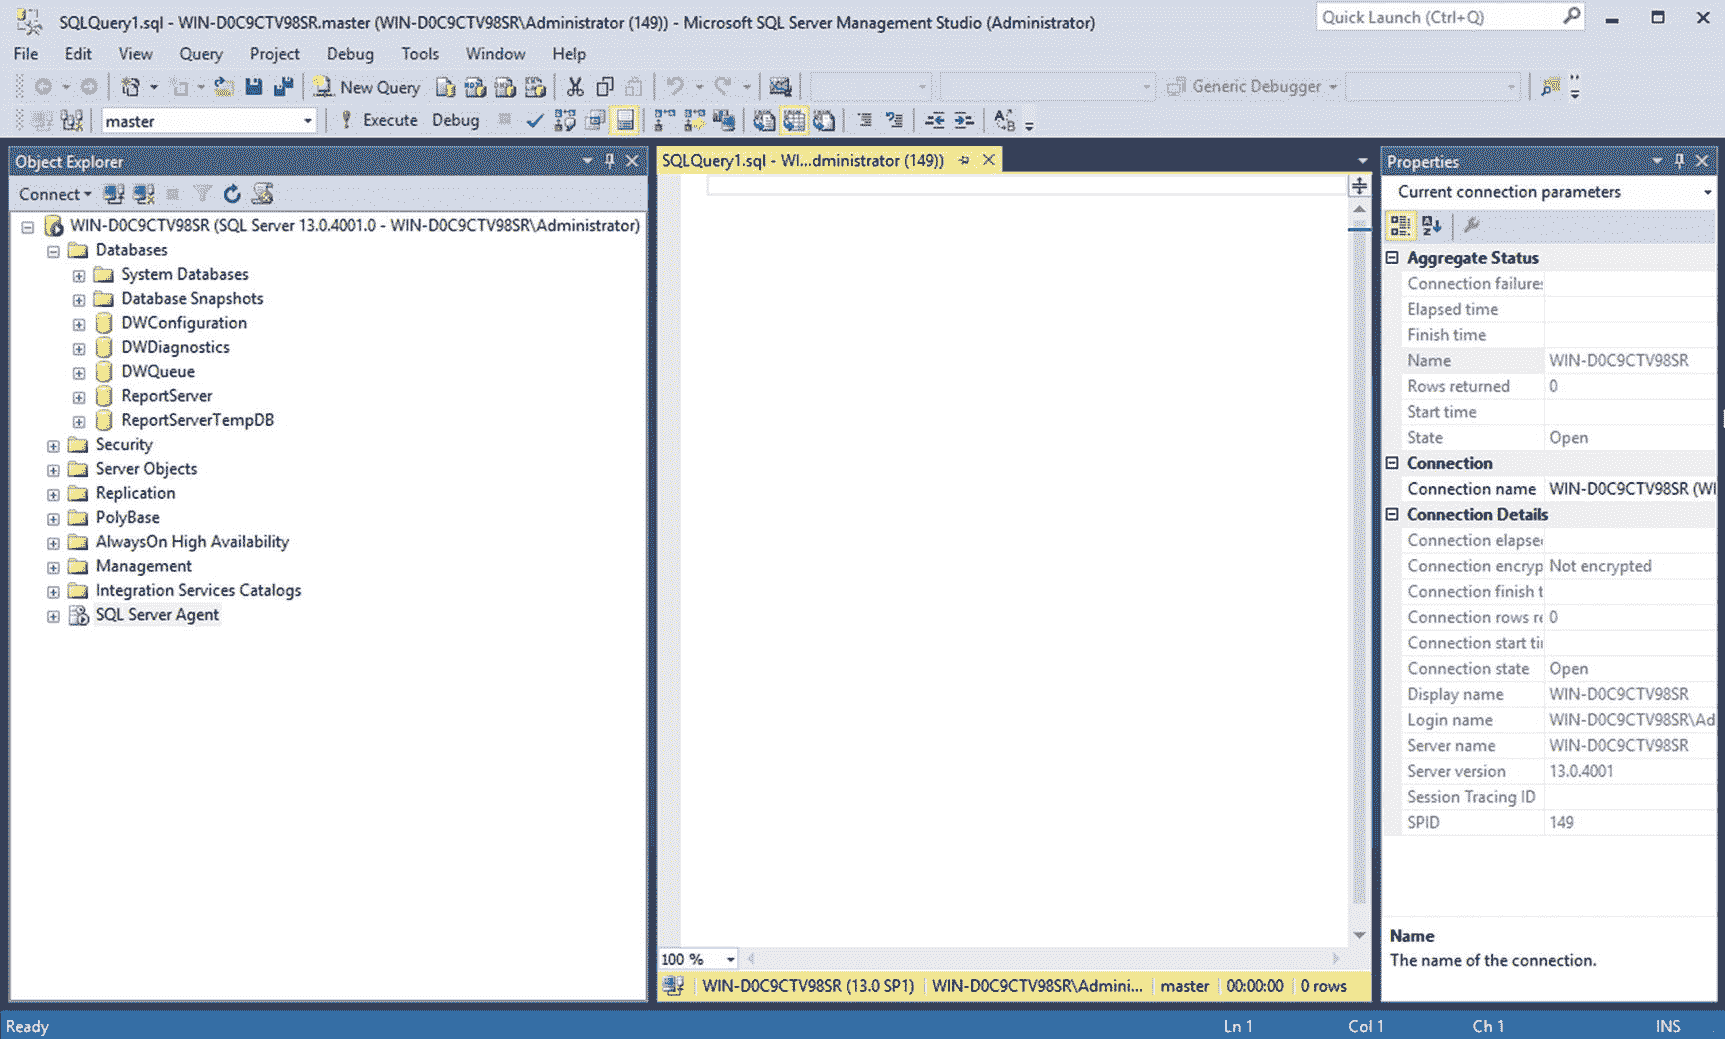 SQLQuery1.sql - WIN-D0C9CTV98SR.master (WIN-D0C9CTV98SR\Administrator (149)) - Microsoft SQL Server Management Studio (Administrator)
Quick Launch (Ctrl+Q)
File Edit View Query Project Debug Tools Window Help
New Query
Generic Debugger
master
Execute Debug
Object Explorer
Connect
WIN-D0C9CTV98SR (SQL Server 13.0.4001.0 - WIN-D0C9CTV98SR\Administrator)
Databases
System Databases
Database Snapshots
DWConfiguration
DWDiagnostics
DWQueue
ReportServer
ReportServerTempDB
Security
Server Objects
Replication
PolyBase
AlwaysOn High Availability
Management
Integration Services Catalogs
SQL Server Agent
SQLQuery1.sql - WI...dministrator (149))
100 %
WIN-D0C9CTV98SR (13.0 SP1) WIN-D0C9CTV98SR\Admini... master 00:00:00 0 rows
Properties
Current connection parameters
Aggregate Status
Connection failures
Elapsed time
Finish time
Name WIN-D0C9CTV98SR
Rows returned 0
Start time
State Open
Connection
Connection name WIN-D0C9CTV98SR (WI
Connection Details
Connection elapsed
Connection encryp Not encrypted
Connection finish t
Connection rows re 0
Connection start ti
Connection state Open
Display name WIN-D0C9CTV98SR
Login name WIN-D0C9CTV98SR\Ad
Server name WIN-D0C9CTV98SR
Server version 13.0.4001
Session Tracing ID
SPID 149
Name
The name of the connection.
Ready Ln 1 Col 1 Ch 1 INS